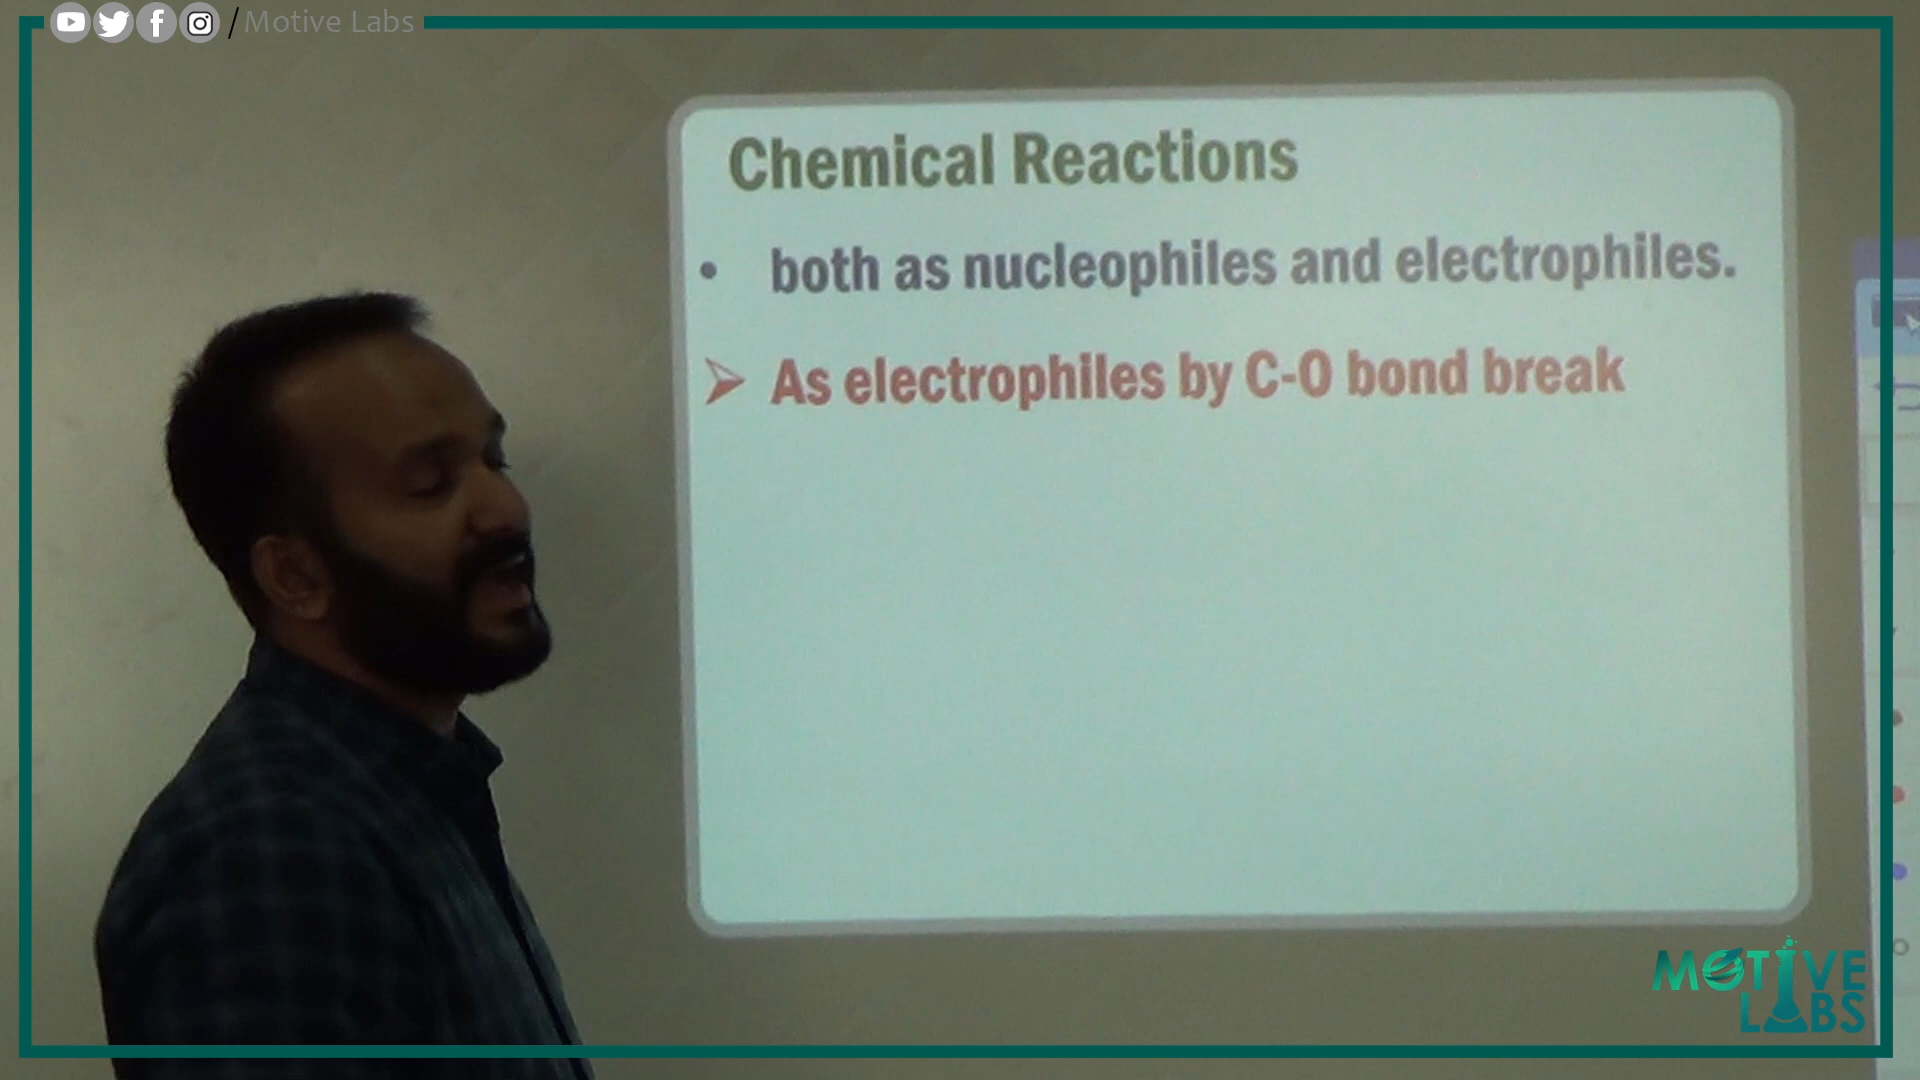 /Motive Labs
Chemical Reactions
• both as nucleophiles and electrophiles.
➢ As electrophiles by C-O bond break
MOTIVE
LABS